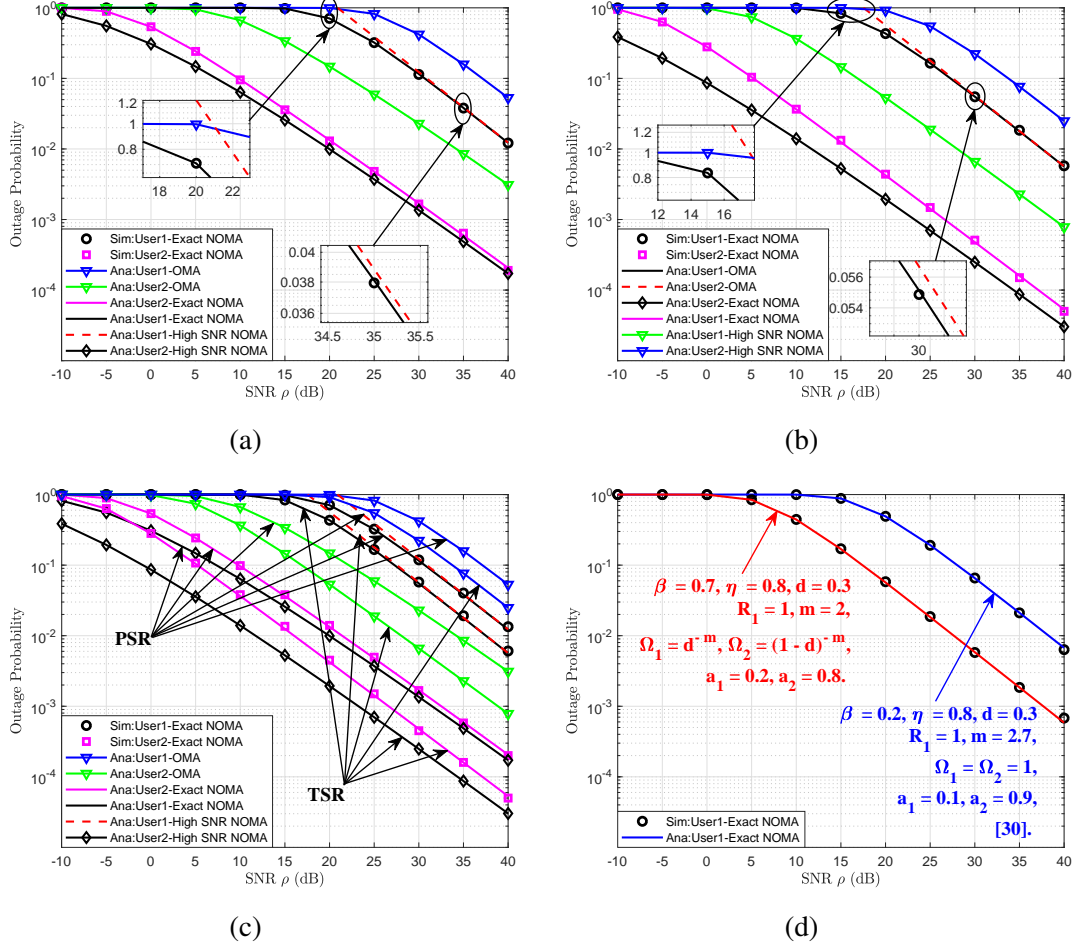 10^0
10^-1
10^-2
10^-3
10^-4
Outage Probability
1.2
1
0.8
18 20 22
0.04
0.038
0.036
34.5 35 35.5
Sim:User1-Exact NOMA
Sim:User2-Exact NOMA
Ana:User1-OMA
Ana:User2-OMA
Ana:User2-Exact NOMA
Ana:User1-Exact NOMA
Ana:User1-High SNR NOMA
Ana:User2-High SNR NOMA
-10 -5 0 5 10 15 20 25 30 35 40
SNR ρ (dB)
(a)
10^0
10^-1
10^-2
10^-3
10^-4
Outage Probability
1.2
1
0.8
12 14 16
0.056
0.054
30
Sim:User1-Exact NOMA
Sim:User2-Exact NOMA
Ana:User1-OMA
Ana:User2-OMA
Ana:User2-Exact NOMA
Ana:User1-Exact NOMA
Ana:User1-High SNR NOMA
Ana:User2-High SNR NOMA
-10 -5 0 5 10 15 20 25 30 35 40
SNR ρ (dB)
(b)
10^0
10^-1
10^-2
10^-3
10^-4
Outage Probability
PSR
TSR
Sim:User1-Exact NOMA
Sim:User2-Exact NOMA
Ana:User1-OMA
Ana:User2-OMA
Ana:User2-Exact NOMA
Ana:User1-Exact NOMA
Ana:User1-High SNR NOMA
Ana:User2-High SNR NOMA
-10 -5 0 5 10 15 20 25 30 35 40
SNR ρ (dB)
(c)
10^0
10^-1
10^-2
10^-3
10^-4
Outage Probability
β = 0.7, η = 0.8, d = 0.3
R_1 = 1, m = 2,
Ω_1 = d^-m, Ω_2 = (1 - d)^-m,
a_1 = 0.2, a_2 = 0.8.
β = 0.2, η = 0.8, d = 0.3
R_1 = 1, m = 2.7,
Ω_1 = Ω_2 = 1,
a_1 = 0.1, a_2 = 0.9,
[30].
Sim:User1-Exact NOMA
Ana:User1-Exact NOMA
-10 -5 0 5 10 15 20 25 30 35 40
SNR ρ (dB)
(d)